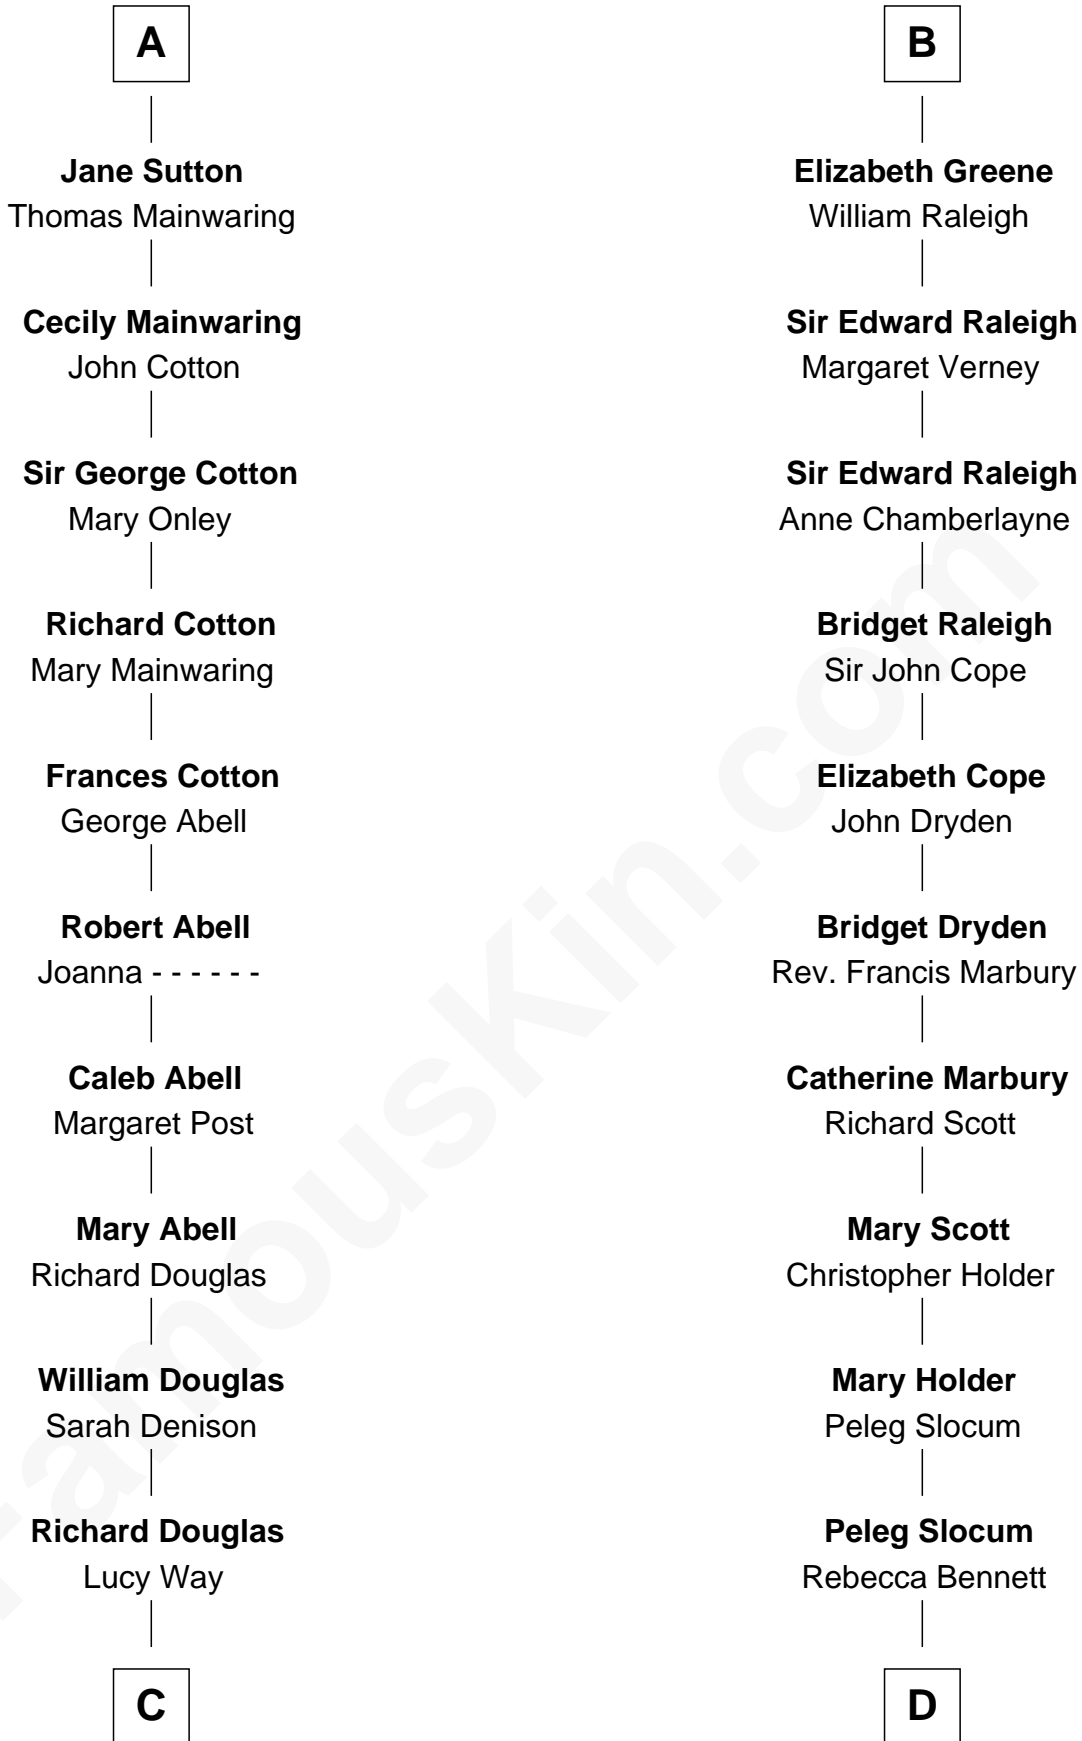 A
Jane Sutton
Thomas Mainwaring
Cecily Mainwaring
John Cotton
Sir George Cotton
Mary Onley
Richard Cotton
Mary Mainwaring
Frances Cotton
George Abell
Robert Abell
Joanna - - - - - -
Caleb Abell
Margaret Post
Mary Abell
Richard Douglas
William Douglas
Sarah Denison
Richard Douglas
Lucy Way
C
B
Elizabeth Greene
William Raleigh
Sir Edward Raleigh
Margaret Verney
Sir Edward Raleigh
Anne Chamberlayne
Bridget Raleigh
Sir John Cope
Elizabeth Cope
John Dryden
Bridget Dryden
Rev. Francis Marbury
Catherine Marbury
Richard Scott
Mary Scott
Christopher Holder
Mary Holder
Peleg Slocum
Peleg Slocum
Rebecca Bennett
D
FamousKin.com